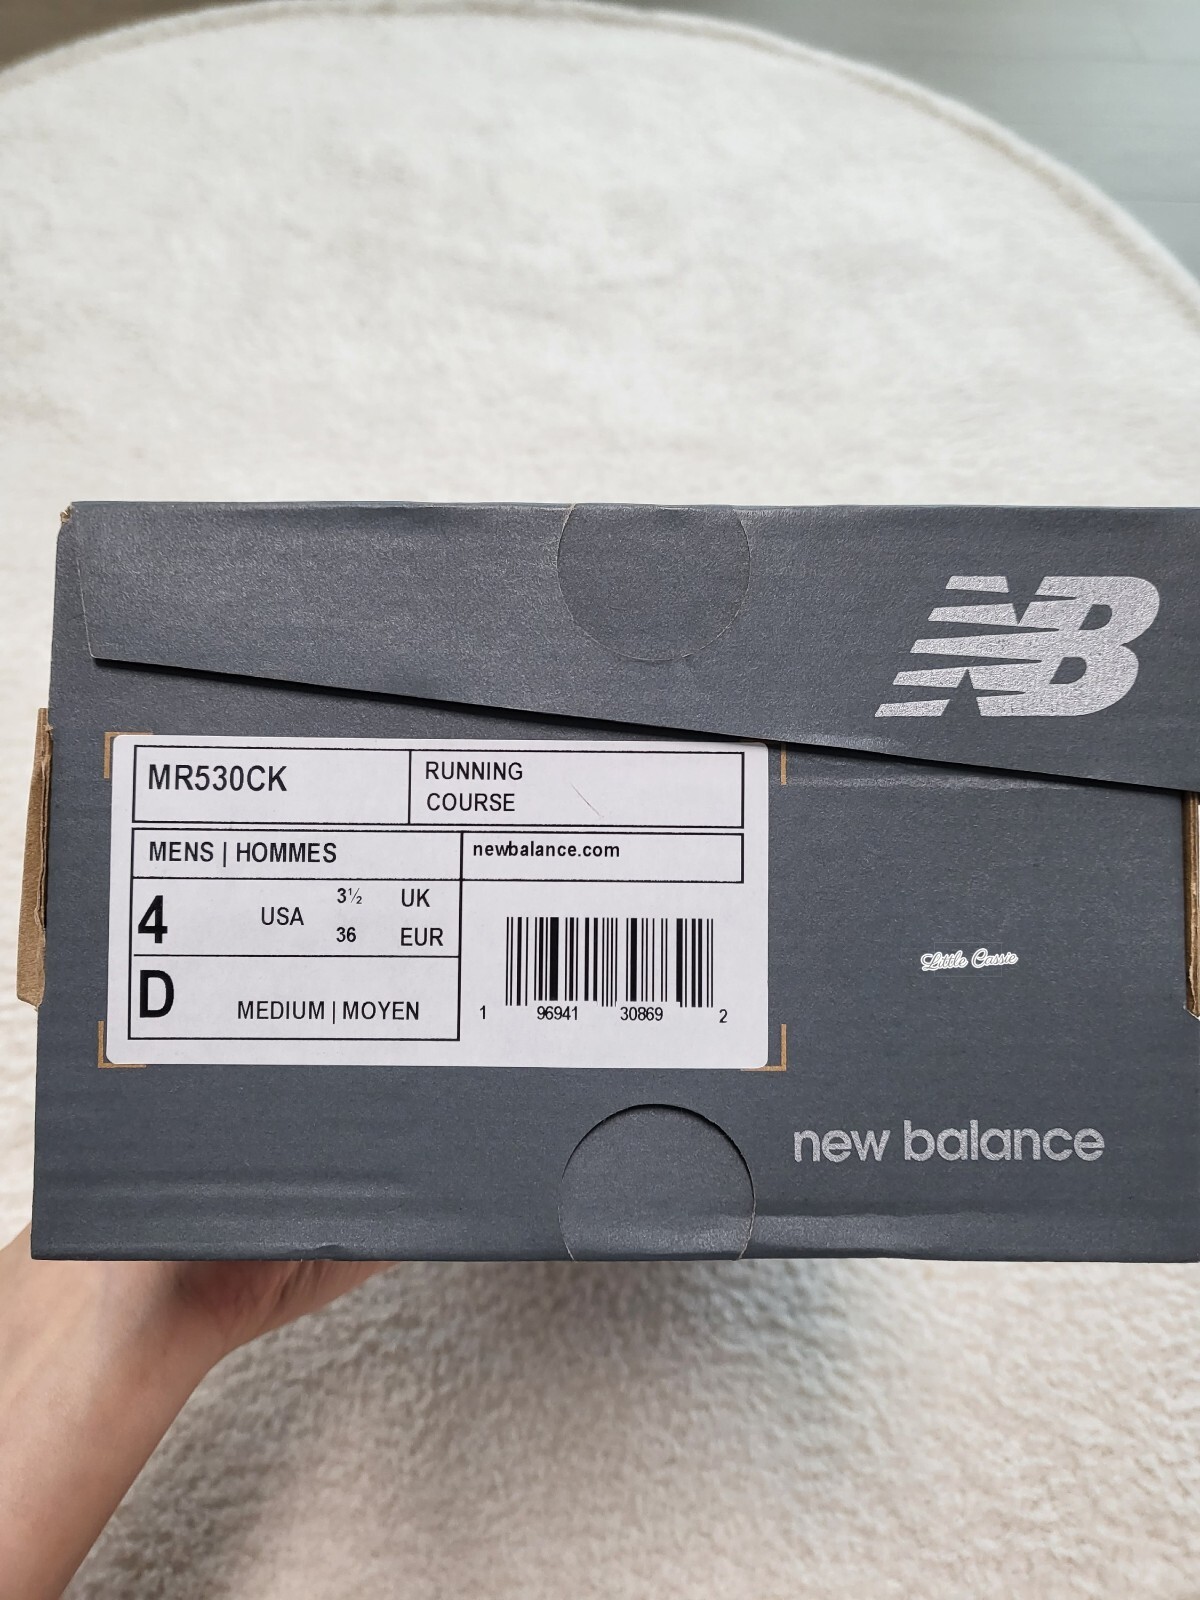 NB
MR530CK
RUNNING
COURSE
MENS | HOMMES
newbalance.com
4 USA 3½ UK
36 EUR
D MEDIUM | MOYEN
1 96941 30869 2
Little Cassie
new balance